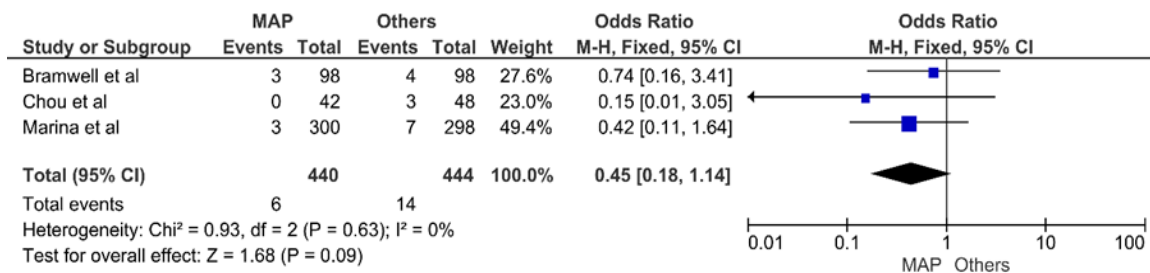 MAP Others Odds Ratio Odds Ratio
Study or Subgroup Events Total Events Total Weight M-H, Fixed, 95% CI M-H, Fixed, 95% CI
Bramwell et al 3 98 4 98 27.6% 0.74 [0.16, 3.41]
Chou et al 0 42 3 48 23.0% 0.15 [0.01, 3.05]
Marina et al 3 300 7 298 49.4% 0.42 [0.11, 1.64]
Total (95% CI) 440 444 100.0% 0.45 [0.18, 1.14]
Total events 6 14
Heterogeneity: Chi² = 0.93, df = 2 (P = 0.63); I² = 0%
Test for overall effect: Z = 1.68 (P = 0.09)
0.01 0.1 1 10 100
MAP Others